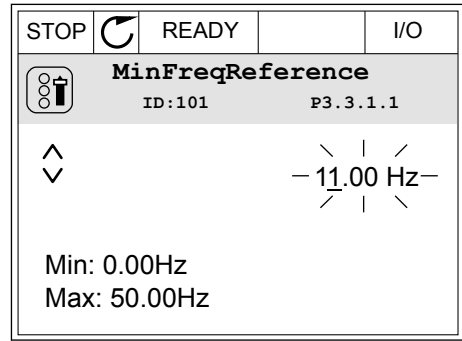 STOP READY I/O
MinFreqReference
ID:101 P3.3.1.1
11.00 Hz
Min: 0.00Hz
Max: 50.00Hz